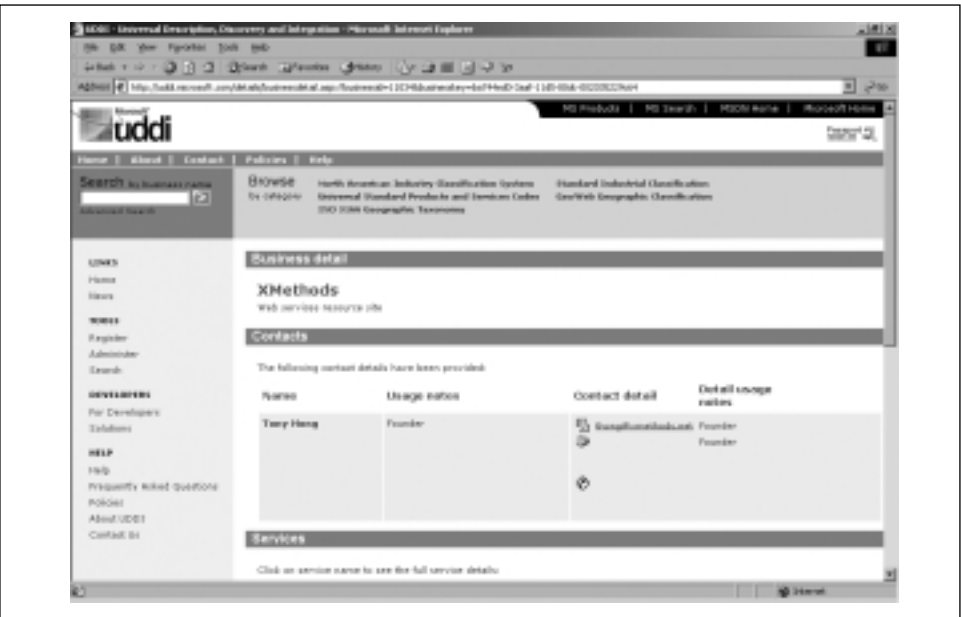 UDDI - Universal Description, Discovery and Integration - Microsoft Internet Explorer
File Edit View Favorites Tools Help
Back Search Favorites History
Address
MS Products | MS Search | MSDN Home | Microsoft Home
Microsoft
uddi
Home | About | Contact | Policies | Help
Search by business name
Advanced Search
Browse
by category
North American Industry Classification System
Universal Standard Products and Services Codes
ISO 3166 Geographic Taxonomy
Standard Industrial Classification
GeoWeb Geographic Classification
LINKS
Home
News
TOOLS
Register
Administer
Search
DEVELOPERS
For Developers
Solutions
HELP
Help
Frequently Asked Questions
Policies
About UDDI
Contact Us
Business detail
XMethods
Web services resource site
Contacts
The following contact details have been provided:
Name Usage notes Contact detail Detail usage notes
Tony Hong Founder Founder
Founder
Services
Click on service name to see the full service details:
Internet